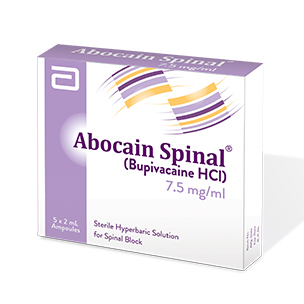 Abocain Spinal®
(Bupivacaine HCl)
7.5 mg/ml
5 x 2 mL
Ampoules
Sterile Hyperbaric Solution
for Spinal Block